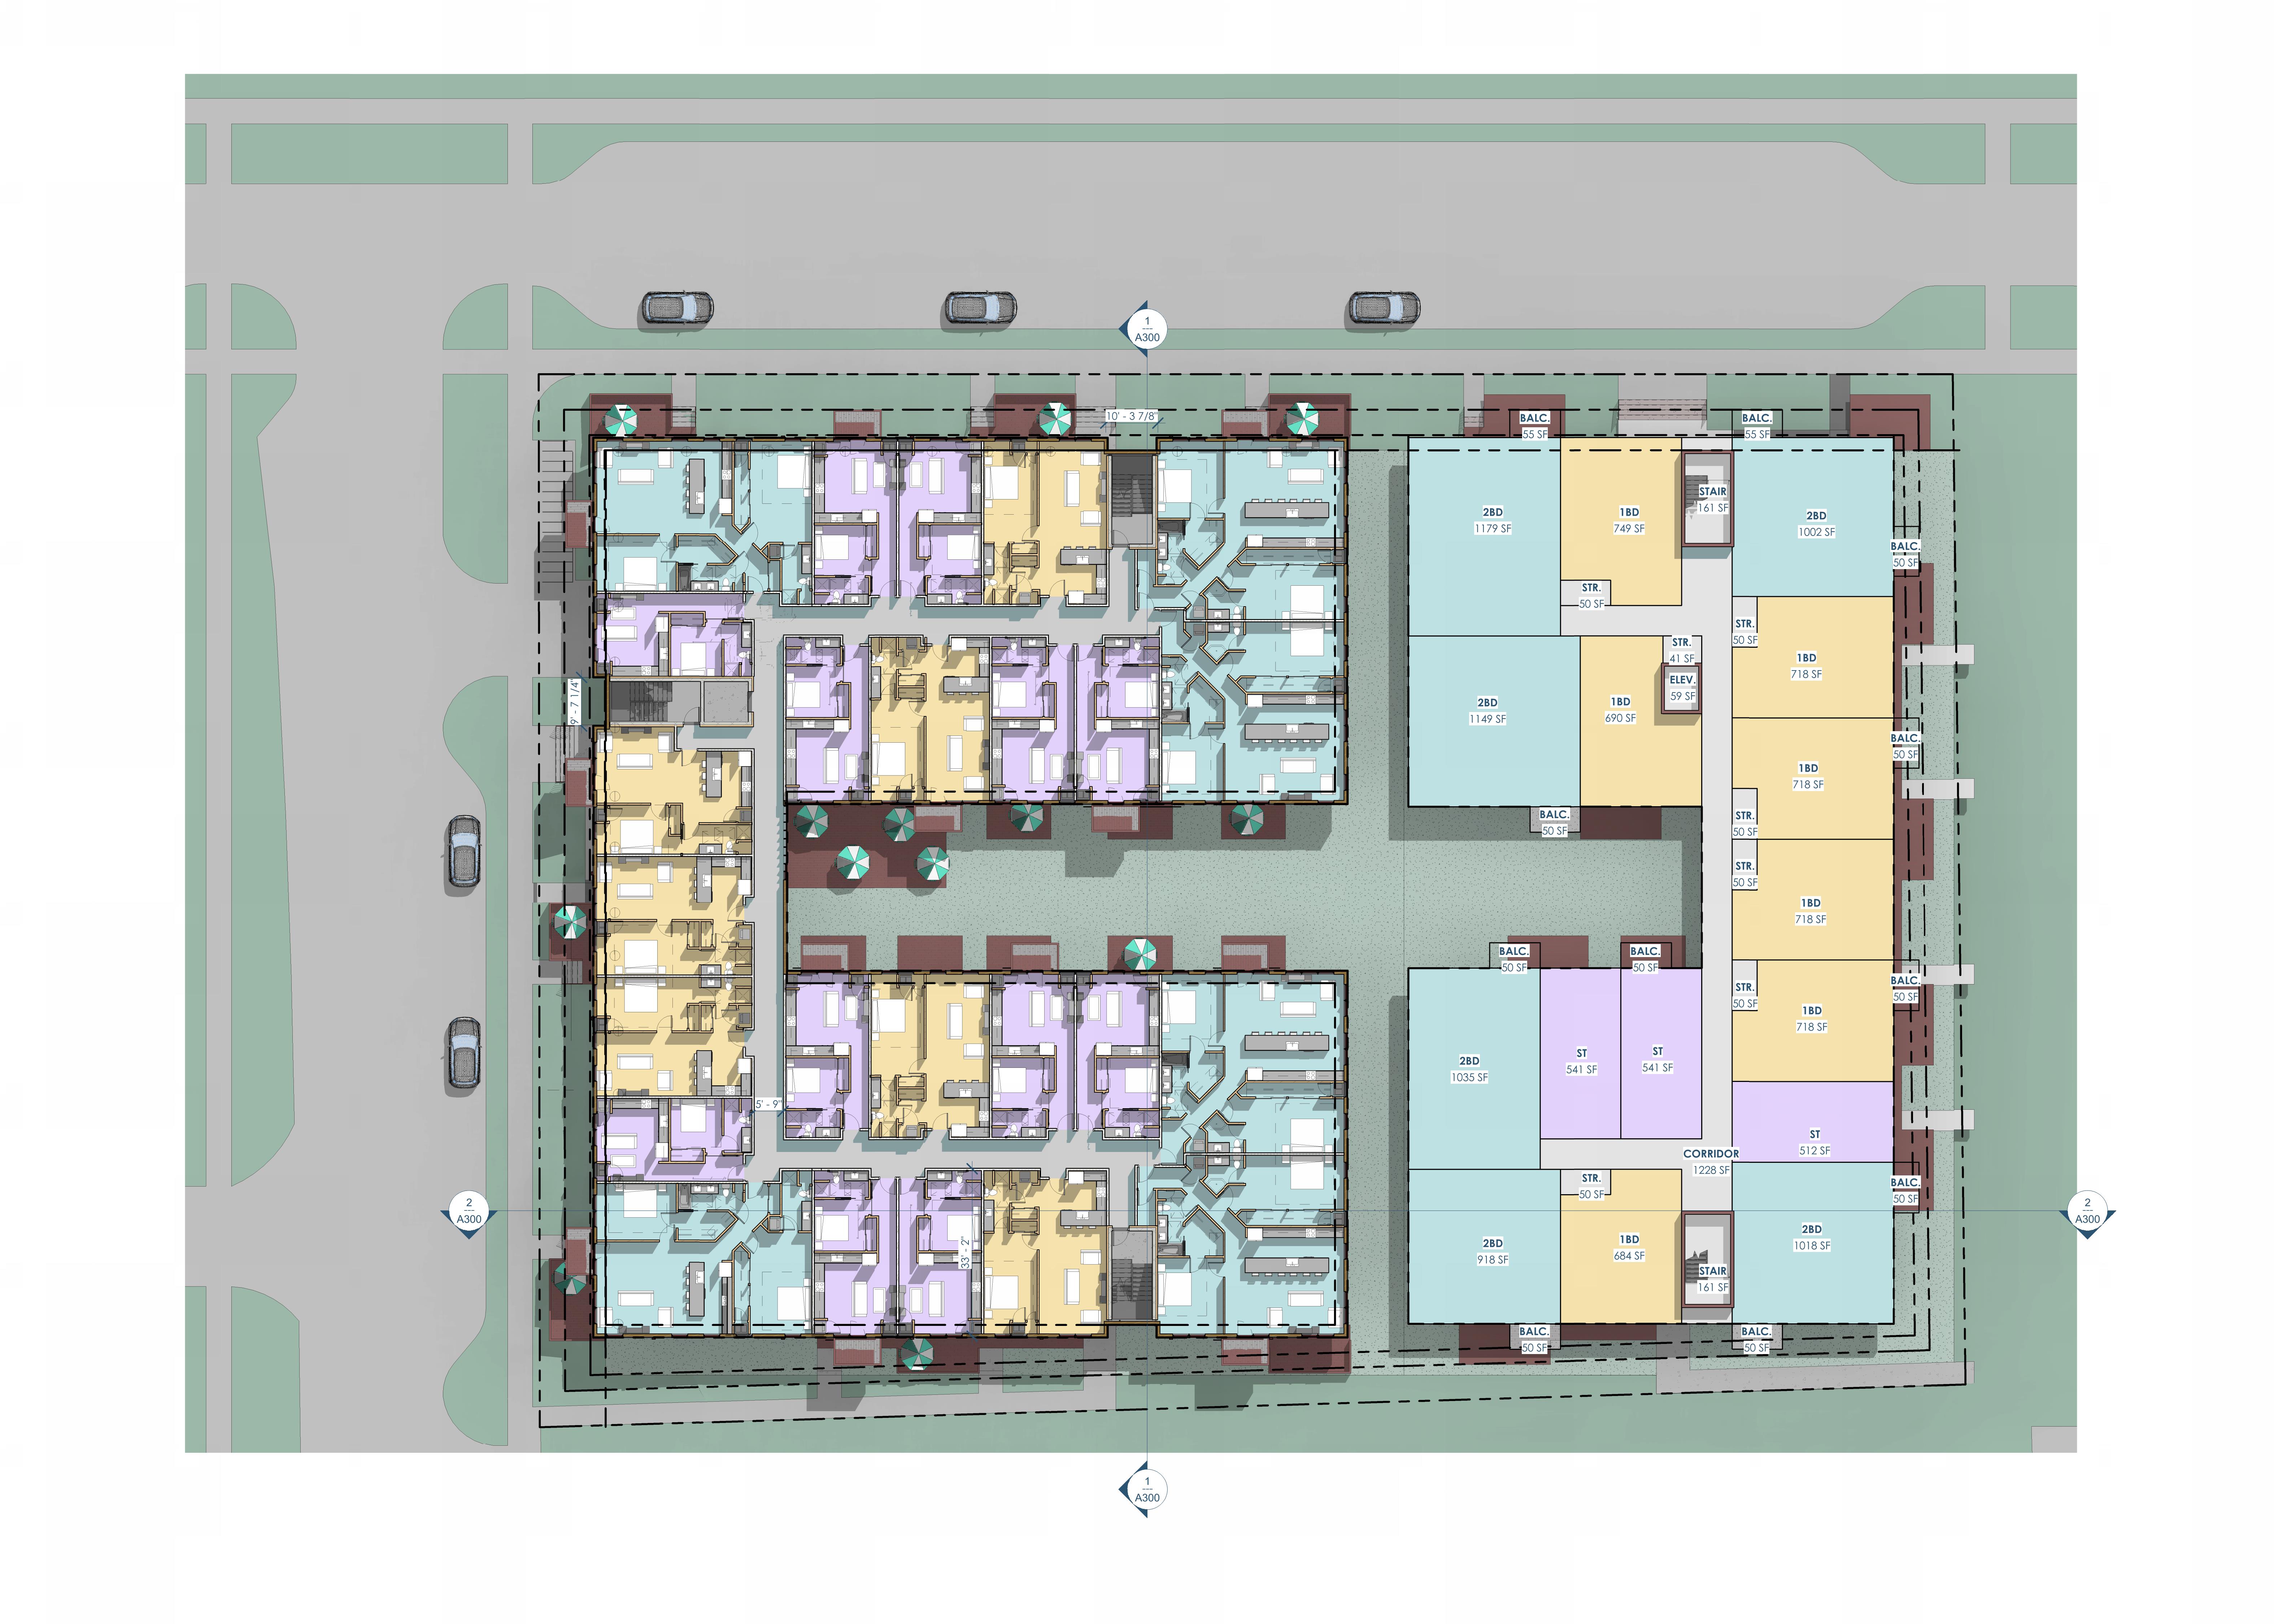 1
---
A300
10' - 3 7/8"
BALC.
55 SF
BALC.
55 SF
2BD
1179 SF
1BD
749 SF
STAIR
161 SF
2BD
1002 SF
BALC.
50 SF
STR.
50 SF
STR.
50 SF
STR.
41 SF
1BD
718 SF
ELEV.
59 SF
2BD
1149 SF
1BD
690 SF
9' - 7 1/4"
BALC.
50 SF
1BD
718 SF
BALC.
50 SF
STR.
50 SF
STR.
50 SF
1BD
718 SF
BALC.
50 SF
BALC.
50 SF
STR.
50 SF
BALC.
50 SF
1BD
718 SF
2BD
1035 SF
ST
541 SF
ST
541 SF
5' - 9"
ST
512 SF
CORRIDOR
1228 SF
STR.
50 SF
BALC.
50 SF
2
---
A300
2
---
A300
33' - 2"
2BD
918 SF
1BD
684 SF
STAIR
161 SF
2BD
1018 SF
BALC.
50 SF
BALC.
50 SF
1
---
A300